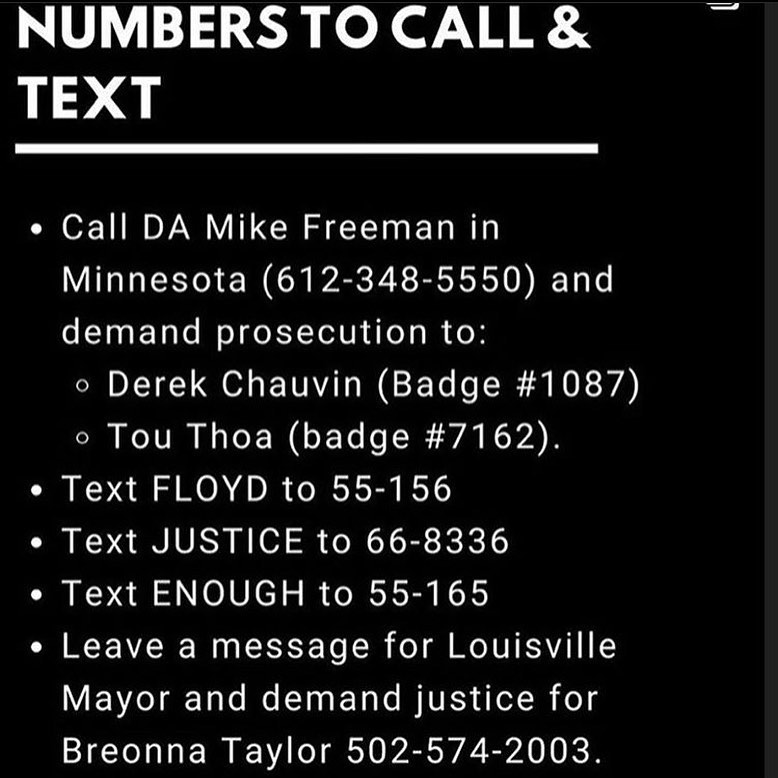 NUMBERS TO CALL &
TEXT
• Call DA Mike Freeman in
Minnesota (612-348-5550) and
demand prosecution to:
◦ Derek Chauvin (Badge #1087)
◦ Tou Thoa (badge #7162).
• Text FLOYD to 55-156
• Text JUSTICE to 66-8336
• Text ENOUGH to 55-165
• Leave a message for Louisville
Mayor and demand justice for
Breonna Taylor 502-574-2003.